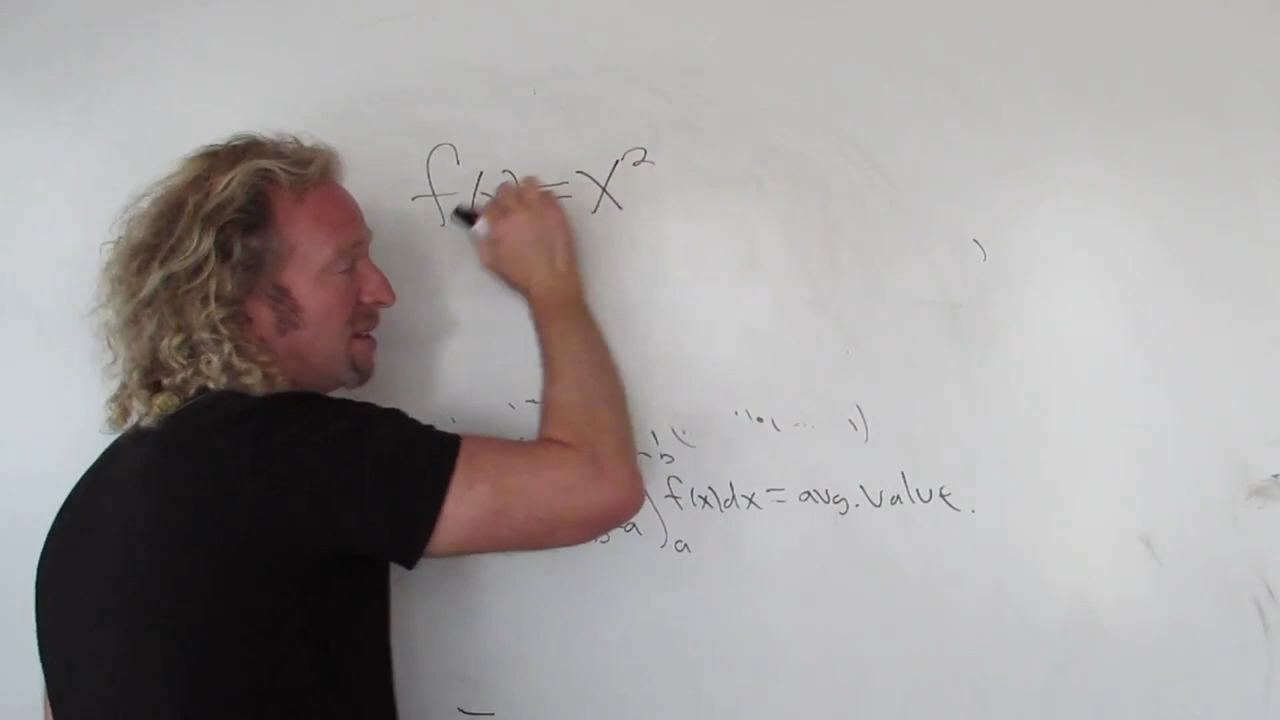 f(x)=x²
b
b-a ∫ f(x)dx = avg. Value.
a